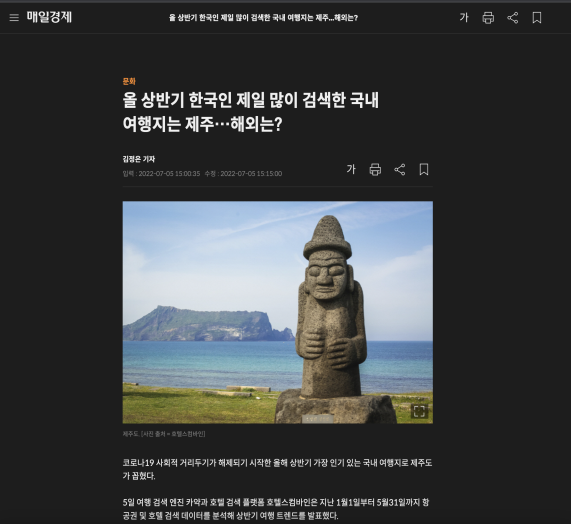 매일경제
올 상반기 한국인 제일 많이 검색한 국내 여행지는 제주...해외는?
가
문화
올 상반기 한국인 제일 많이 검색한 국내
여행지는 제주…해외는?
김정은 기자
입력 : 2022-07-05 15:00:35 수정 : 2022-07-05 15:15:00
가
제주도. [사진 출처 = 호텔스컴바인]
코로나19 사회적 거리두기가 해제되기 시작한 올해 상반기 가장 인기 있는 국내 여행지로 제주도
가 꼽혔다.
5일 여행 검색 엔진 카약과 호텔 검색 플랫폼 호텔스컴바인은 지난 1월1일부터 5월31일까지 항
공권 및 호텔 검색 데이터를 분석해 상반기 여행 트렌드를 발표했다.